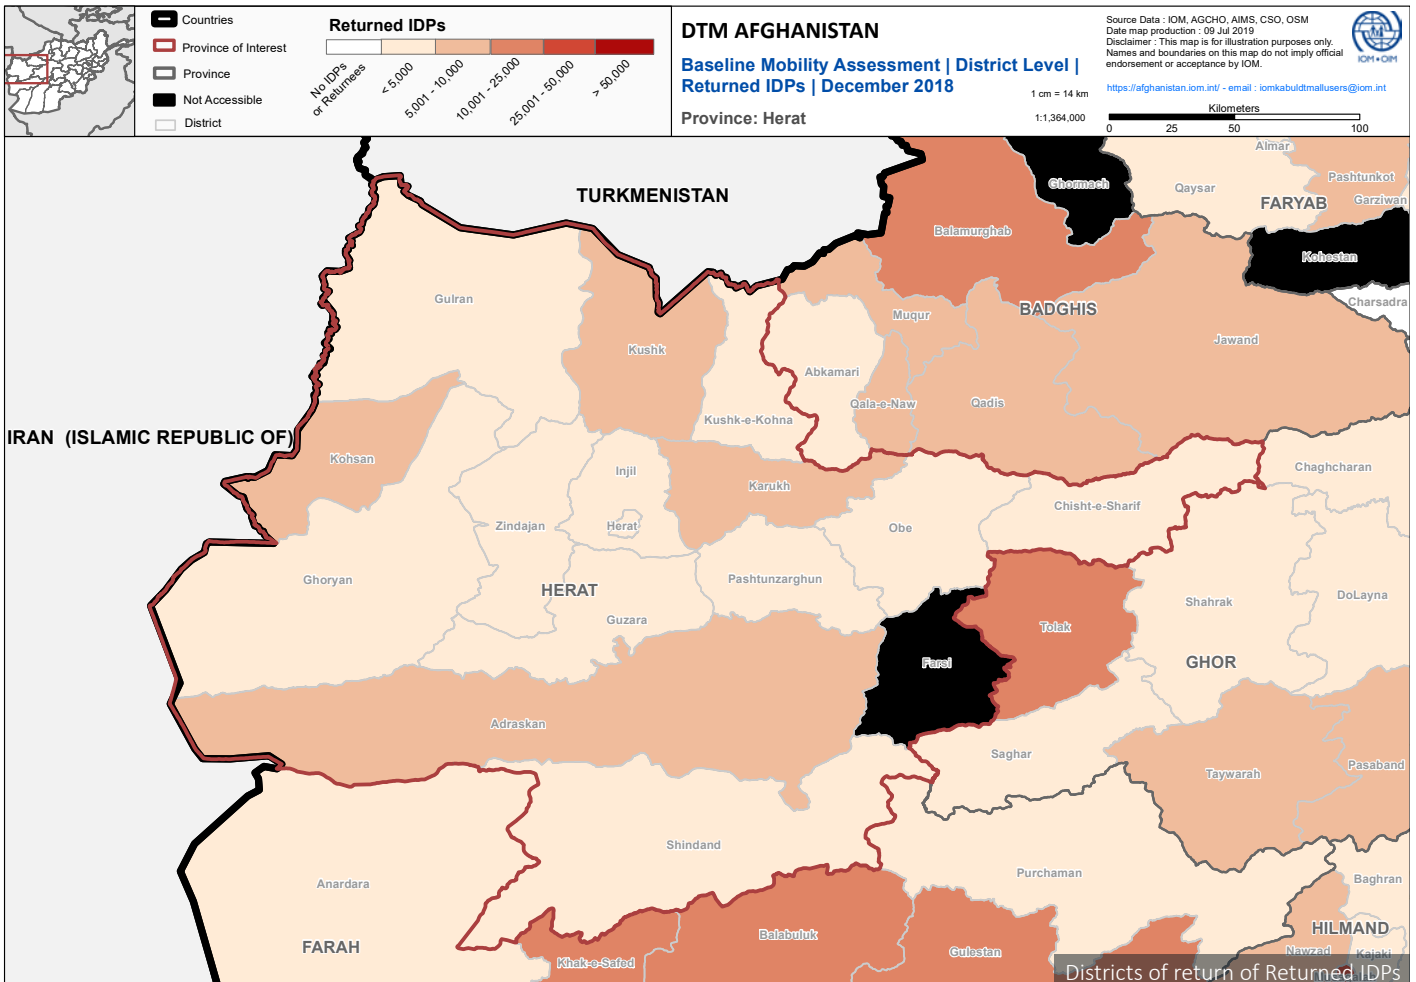 Countries
Province of Interest
Province
Not Accessible
District
Returned IDPs
No IDPs
or Returnees
< 5,000
5,001 - 10,000
10,001 - 25,000
25,001 - 50,000
> 50,000
DTM AFGHANISTAN
Baseline Mobility Assessment | District Level |
Returned IDPs | December 2018
Province: Herat
1 cm = 14 km
1:1,364,000
Source Data : IOM, AGCHO, AIMS, CSO, OSM
Date map production : 09 Jul 2019
Disclaimer : This map is for illustration purposes only.
Names and boundaries on this map do not imply official
endorsement or acceptance by IOM.
https://afghanistan.iom.int/ - email : iomkabuldtmallusers@iom.int
IOM • OIM
Kilometers
0 25 50 100
TURKMENISTAN
Almar
Ghormach
Qaysar
Pashtunkot
Garziwan
FARYAB
Balamurghab
Kohestan
Gulran
Charsadra
BADGHIS
Muqur
Jawand
Kushk
Abkamari
Qala-e-Naw
Qadis
Kushk-e-Kohna
IRAN (ISLAMIC REPUBLIC OF)
Kohsan
Injil
Karukh
Chaghcharan
Chisht-e-Sharif
Zindajan
Herat
Obe
Ghoryan
Pashtunzarghun
HERAT
DoLayna
Shahrak
Guzara
Tolak
Farsi
GHOR
Adraskan
Saghar
Taywarah
Pasaband
Shindand
Purchaman
Anardara
Baghran
HILMAND
FARAH
Balabuluk
Gulestan
Nawzad
Kajaki
Khak-e-Safed
Districts of return of Returned IDPs